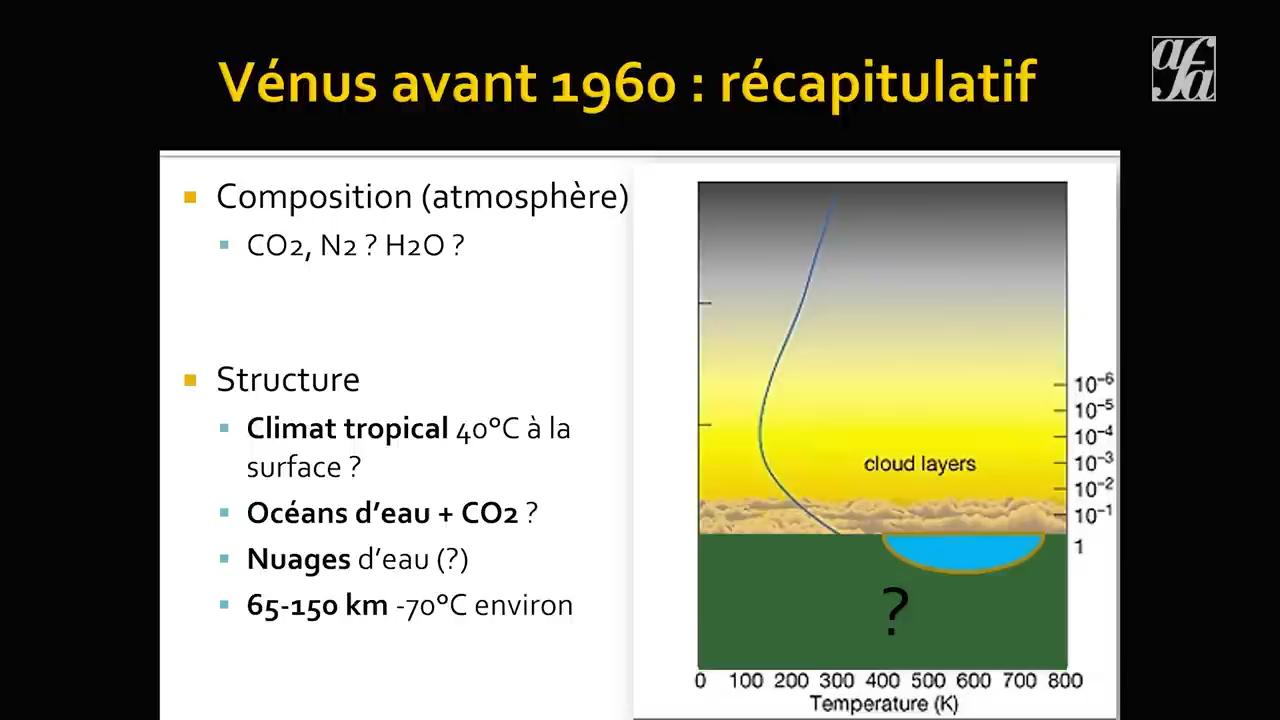 Vénus avant 1960 : récapitulatif
afa
Composition (atmosphère)
CO2, N2 ? H2O ?
Structure
Climat tropical 40°C à la
surface ?
Océans d'eau + CO2 ?
Nuages d'eau (?)
65-150 km -70°C environ
cloud layers
10⁻⁶
10⁻⁵
10⁻⁴
10⁻³
10⁻²
10⁻¹
1
?
0 100 200 300 400 500 600 700 800
Temperature (K)